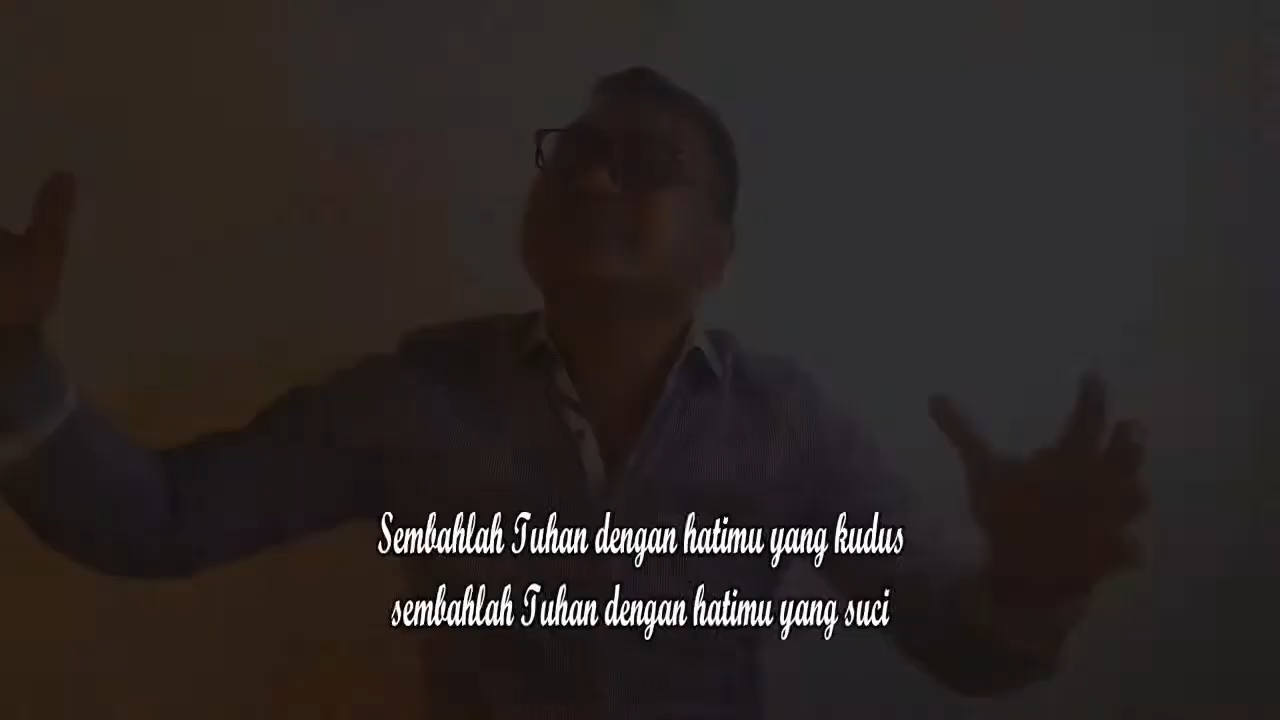 Sembahlah Tuhan dengan hatimu yang kudus
sembahlah Tuhan dengan hatimu yang suci